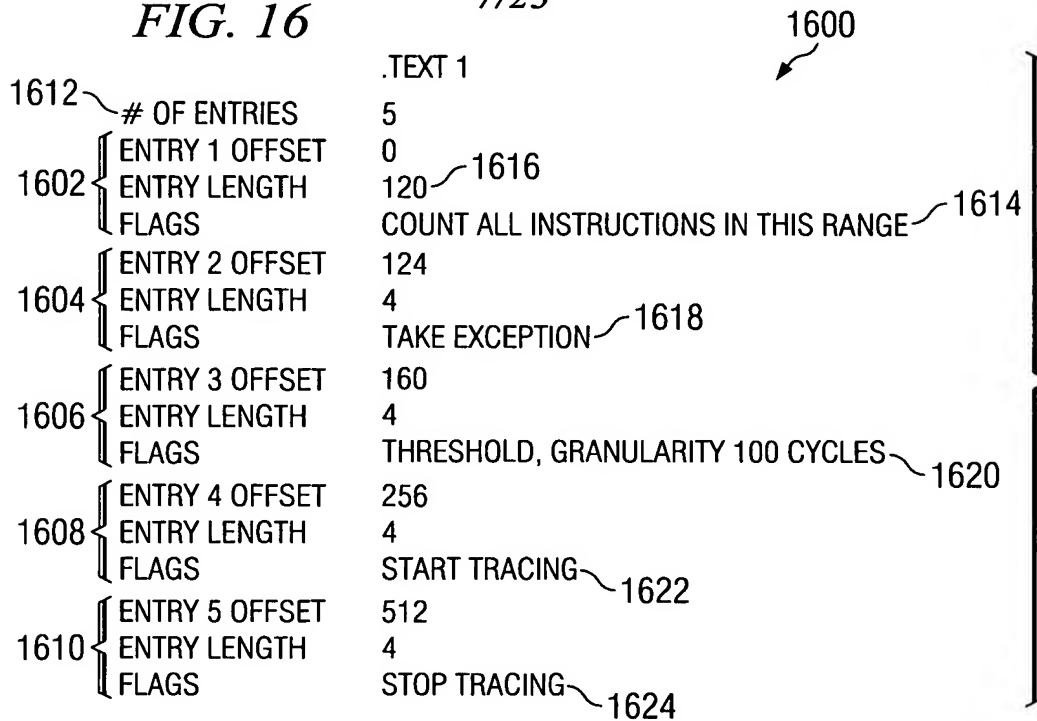 FIG. 16
1600
.TEXT 1
1612 # OF ENTRIES 5
ENTRY 1 OFFSET 0
1602 ENTRY LENGTH 120 1616
FLAGS COUNT ALL INSTRUCTIONS IN THIS RANGE 1614
ENTRY 2 OFFSET 124
1604 ENTRY LENGTH 4
FLAGS TAKE EXCEPTION 1618
ENTRY 3 OFFSET 160
1606 ENTRY LENGTH 4
FLAGS THRESHOLD, GRANULARITY 100 CYCLES 1620
ENTRY 4 OFFSET 256
1608 ENTRY LENGTH 4
FLAGS START TRACING 1622
ENTRY 5 OFFSET 512
1610 ENTRY LENGTH 4
FLAGS STOP TRACING 1624